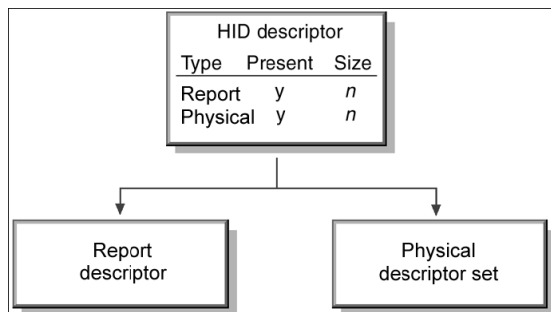 HID descriptor
Type Present Size
Report y n
Physical y n
Report
descriptor
Physical
descriptor set